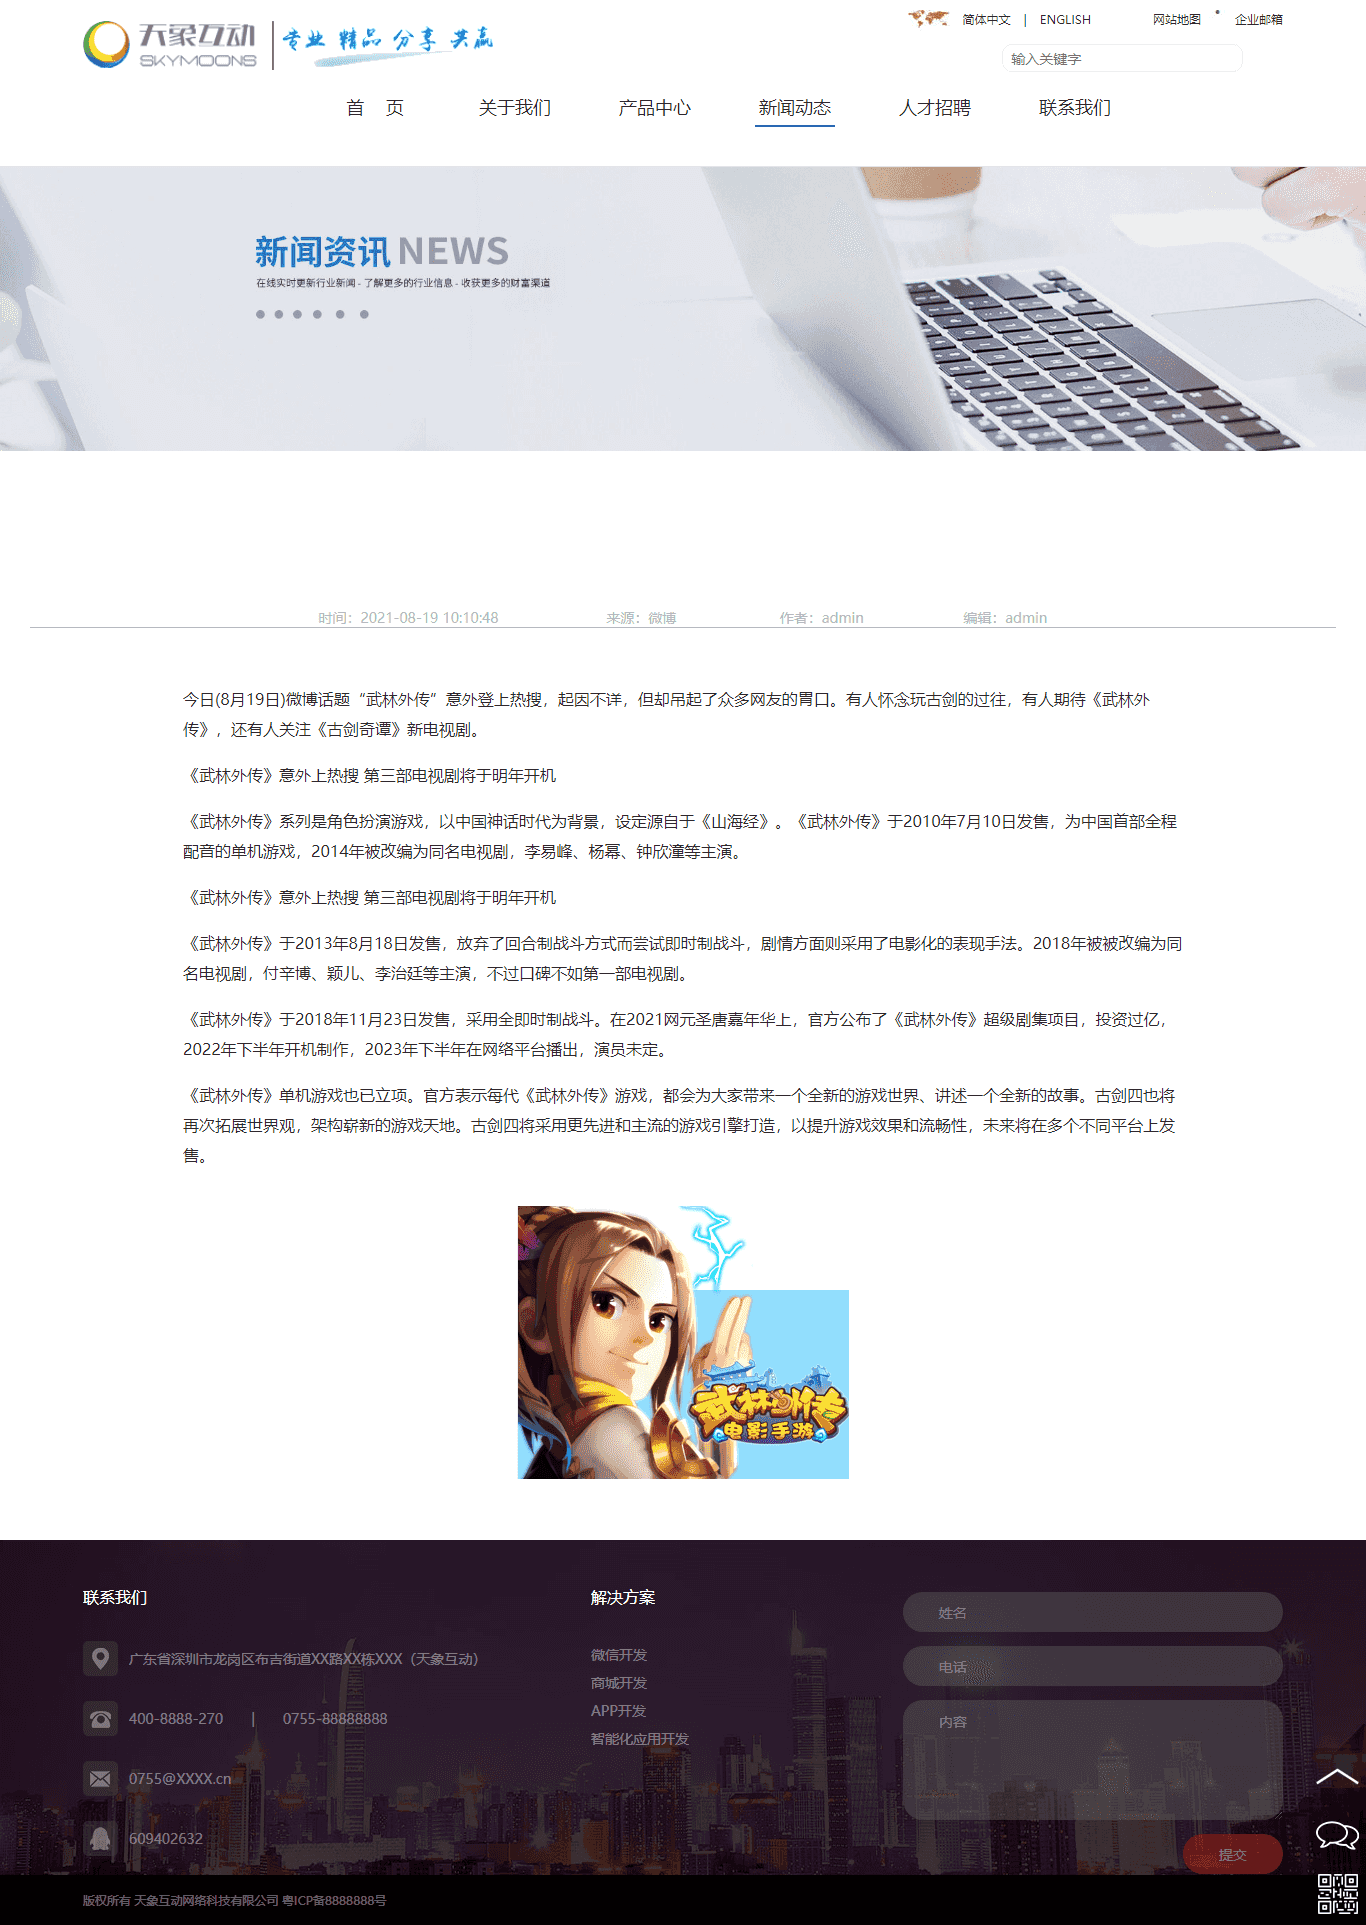 天象互动
SKYMOONS
专业 精品 分享 共赢
简体中文 | ENGLISH
网站地图
企业邮箱
输入关键字
首 页
关于我们
产品中心
新闻动态
人才招聘
联系我们
新闻资讯 NEWS
在线实时更新行业新闻 - 了解更多的行业信息 - 收获更多的财富渠道
时间：2021-08-19 10:10:48
来源：微博
作者：admin
编辑：admin
今日(8月19日)微博话题“武林外传”意外登上热搜，起因不详，但却吊起了众多网友的胃口。有人怀念玩古剑的过往，有人期待《武林外
传》，还有人关注《古剑奇谭》新电视剧。
《武林外传》意外上热搜 第三部电视剧将于明年开机
《武林外传》系列是角色扮演游戏，以中国神话时代为背景，设定源自于《山海经》。《武林外传》于2010年7月10日发售，为中国首部全程
配音的单机游戏，2014年被改编为同名电视剧，李易峰、杨幂、钟欣潼等主演。
《武林外传》意外上热搜 第三部电视剧将于明年开机
《武林外传》于2013年8月18日发售，放弃了回合制战斗方式而尝试即时制战斗，剧情方面则采用了电影化的表现手法。2018年被被改编为同
名电视剧，付辛博、颖儿、李治廷等主演，不过口碑不如第一部电视剧。
《武林外传》于2018年11月23日发售，采用全即时制战斗。在2021网元圣唐嘉年华上，官方公布了《武林外传》超级剧集项目，投资过亿，
2022年下半年开机制作，2023年下半年在网络平台播出，演员未定。
《武林外传》单机游戏也已立项。官方表示每代《武林外传》游戏，都会为大家带来一个全新的游戏世界、讲述一个全新的故事。古剑四也将
再次拓展世界观，架构崭新的游戏天地。古剑四将采用更先进和主流的游戏引擎打造，以提升游戏效果和流畅性，未来将在多个不同平台上发
售。
武林外传
电影手游
联系我们
广东省深圳市龙岗区布吉街道XX路XX栋XXX（天象互动）
400-8888-270 | 0755-88888888
0755@XXXX.cn
609402632
解决方案
微信开发
商城开发
APP开发
智能化应用开发
姓名
电话
内容
提交
版权所有 天象互动网络科技有限公司 粤ICP备8888888号